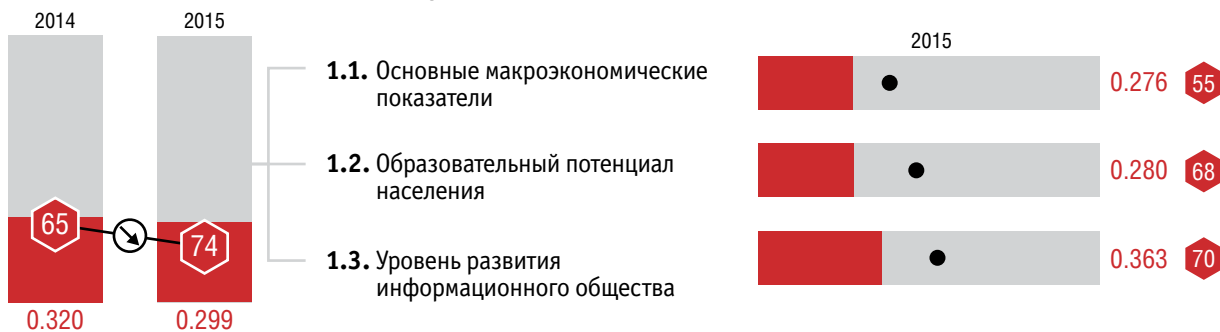 2014
2015
65
74
0.320
0.299
1.1. Основные макроэкономические
показатели
1.2. Образовательный потенциал
населения
1.3. Уровень развития
информационного общества
2015
0.276 55
0.280 68
0.363 70